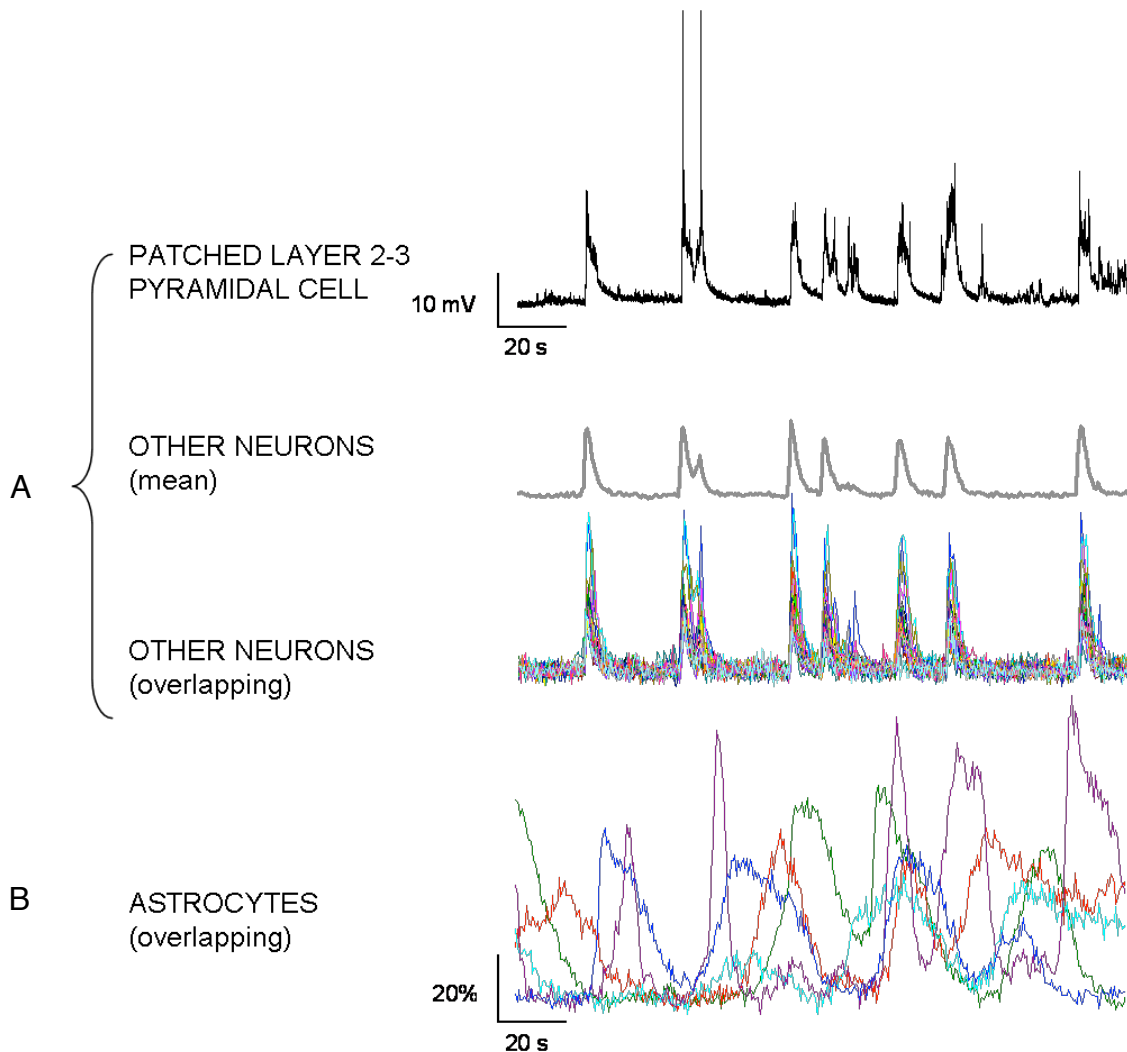 PATCHED LAYER 2-3
PYRAMIDAL CELL
10 mV
20 s
A
OTHER NEURONS
(mean)
OTHER NEURONS
(overlapping)
B
ASTROCYTES
(overlapping)
20%
20 s